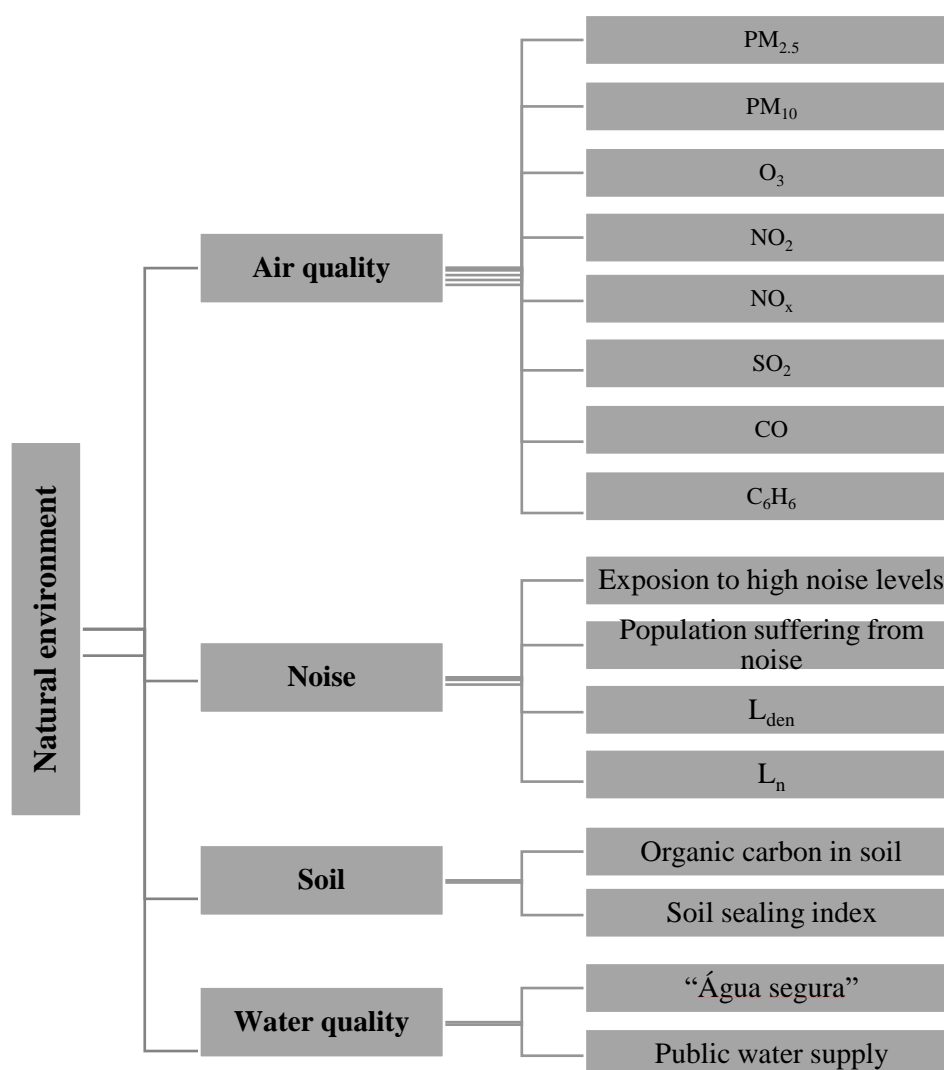 Natural environment
Air quality
PM₂.₅
PM₁₀
O₃
NO₂
NOₓ
SO₂
CO
C₆H₆
Noise
Exposion to high noise levels
Population suffering from
noise
L_den
Lₙ
Soil
Organic carbon in soil
Soil sealing index
Water quality
“Água segura”
Public water supply